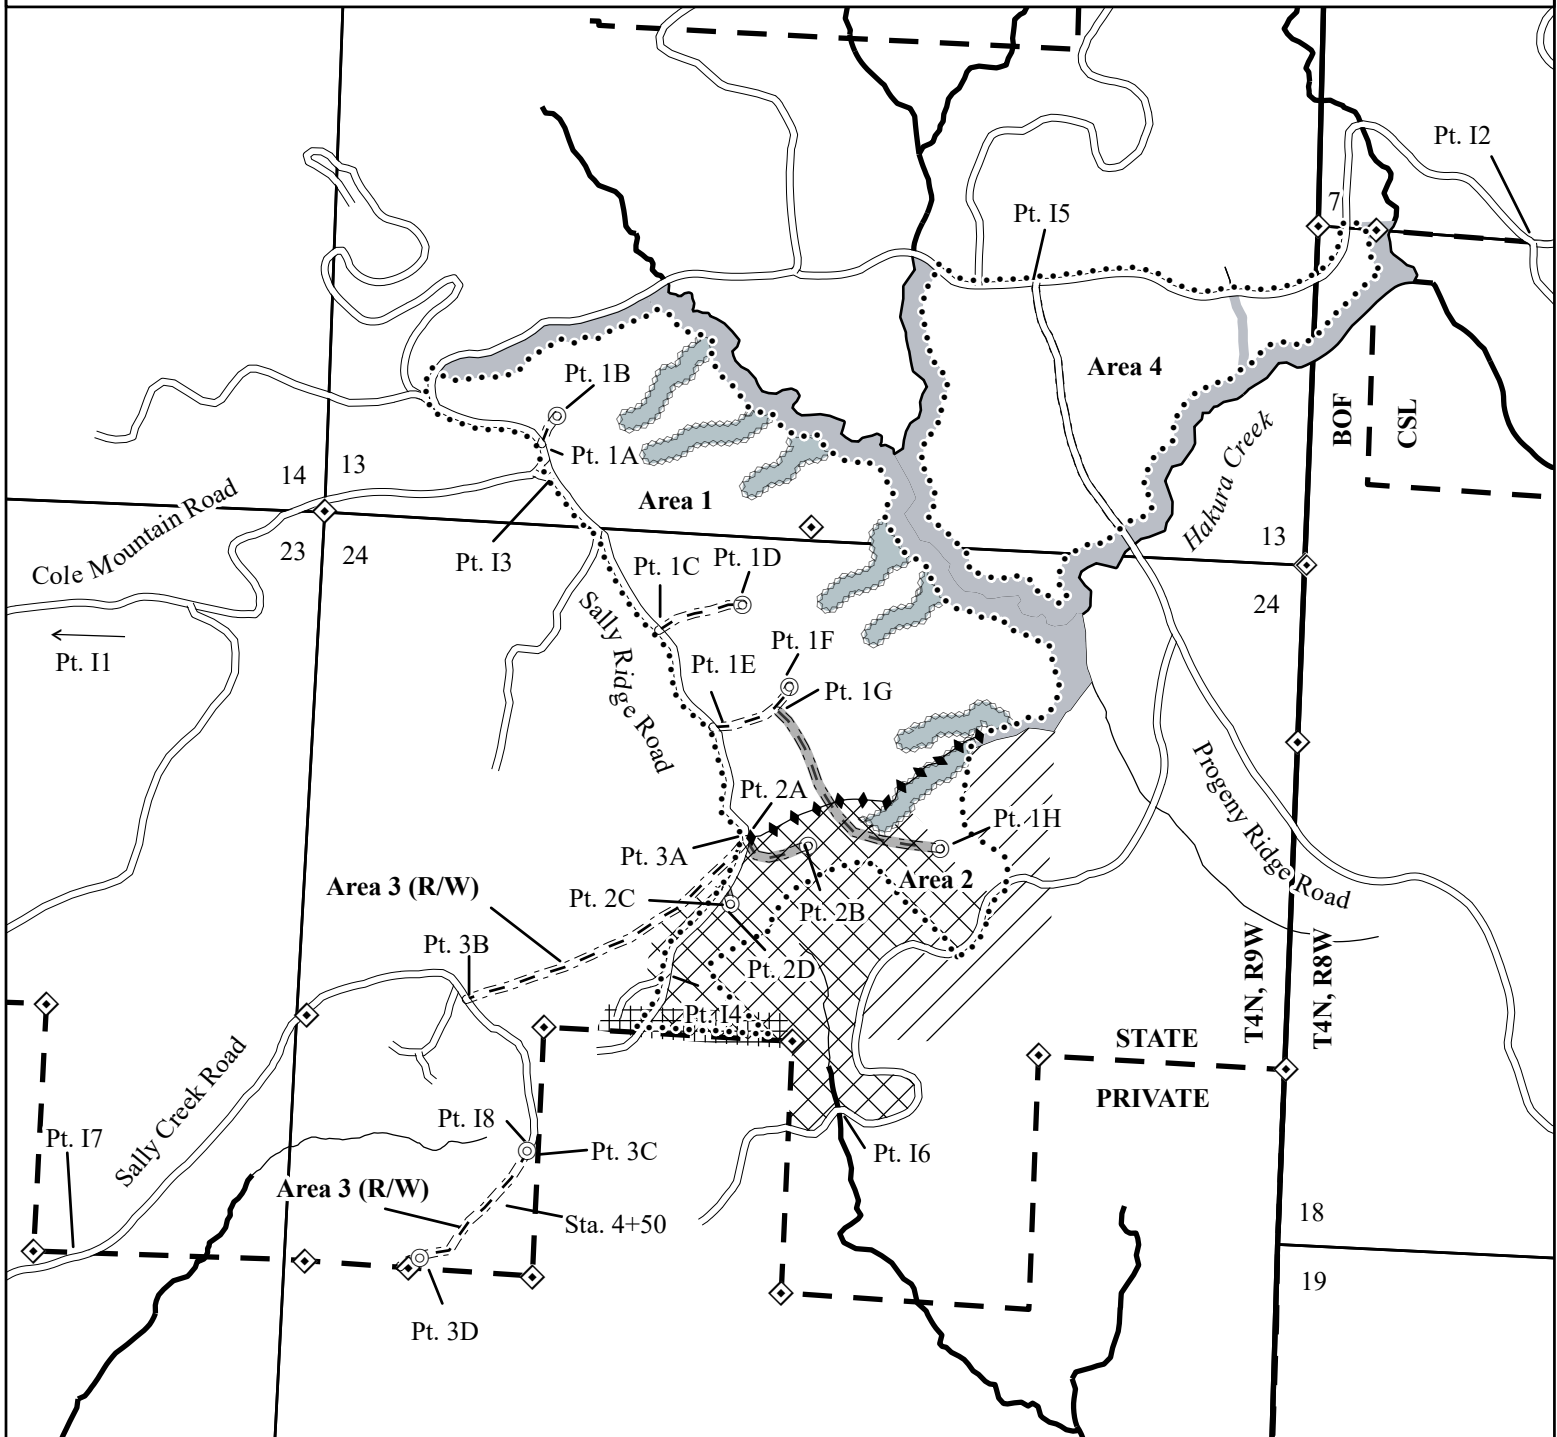 Pt. I2
7
Pt. I5
Area 4
Pt. 1B
BOF
CSL
Pt. 1A
14
13
Area 1
Hakura Creek
Cole Mountain Road
13
23
24
Pt. I3
Pt. 1C
Pt. 1D
24
Sally Ridge Road
Pt. I1
Pt. 1F
Pt. 1E
Pt. 1G
Progeny Ridge Road
Pt. 2A
Pt. 1H
Pt. 3A
Area 3 (R/W)
Area 2
Pt. 2C
Pt. 2B
Pt. 3B
Pt. 2D
T4N, R9W
T4N, R8W
Pt. I4
STATE
PRIVATE
Sally Creek Road
Pt. I8
Pt. I7
Pt. 3C
Pt. I6
Area 3 (R/W)
Sta. 4+50
18
19
Pt. 3D